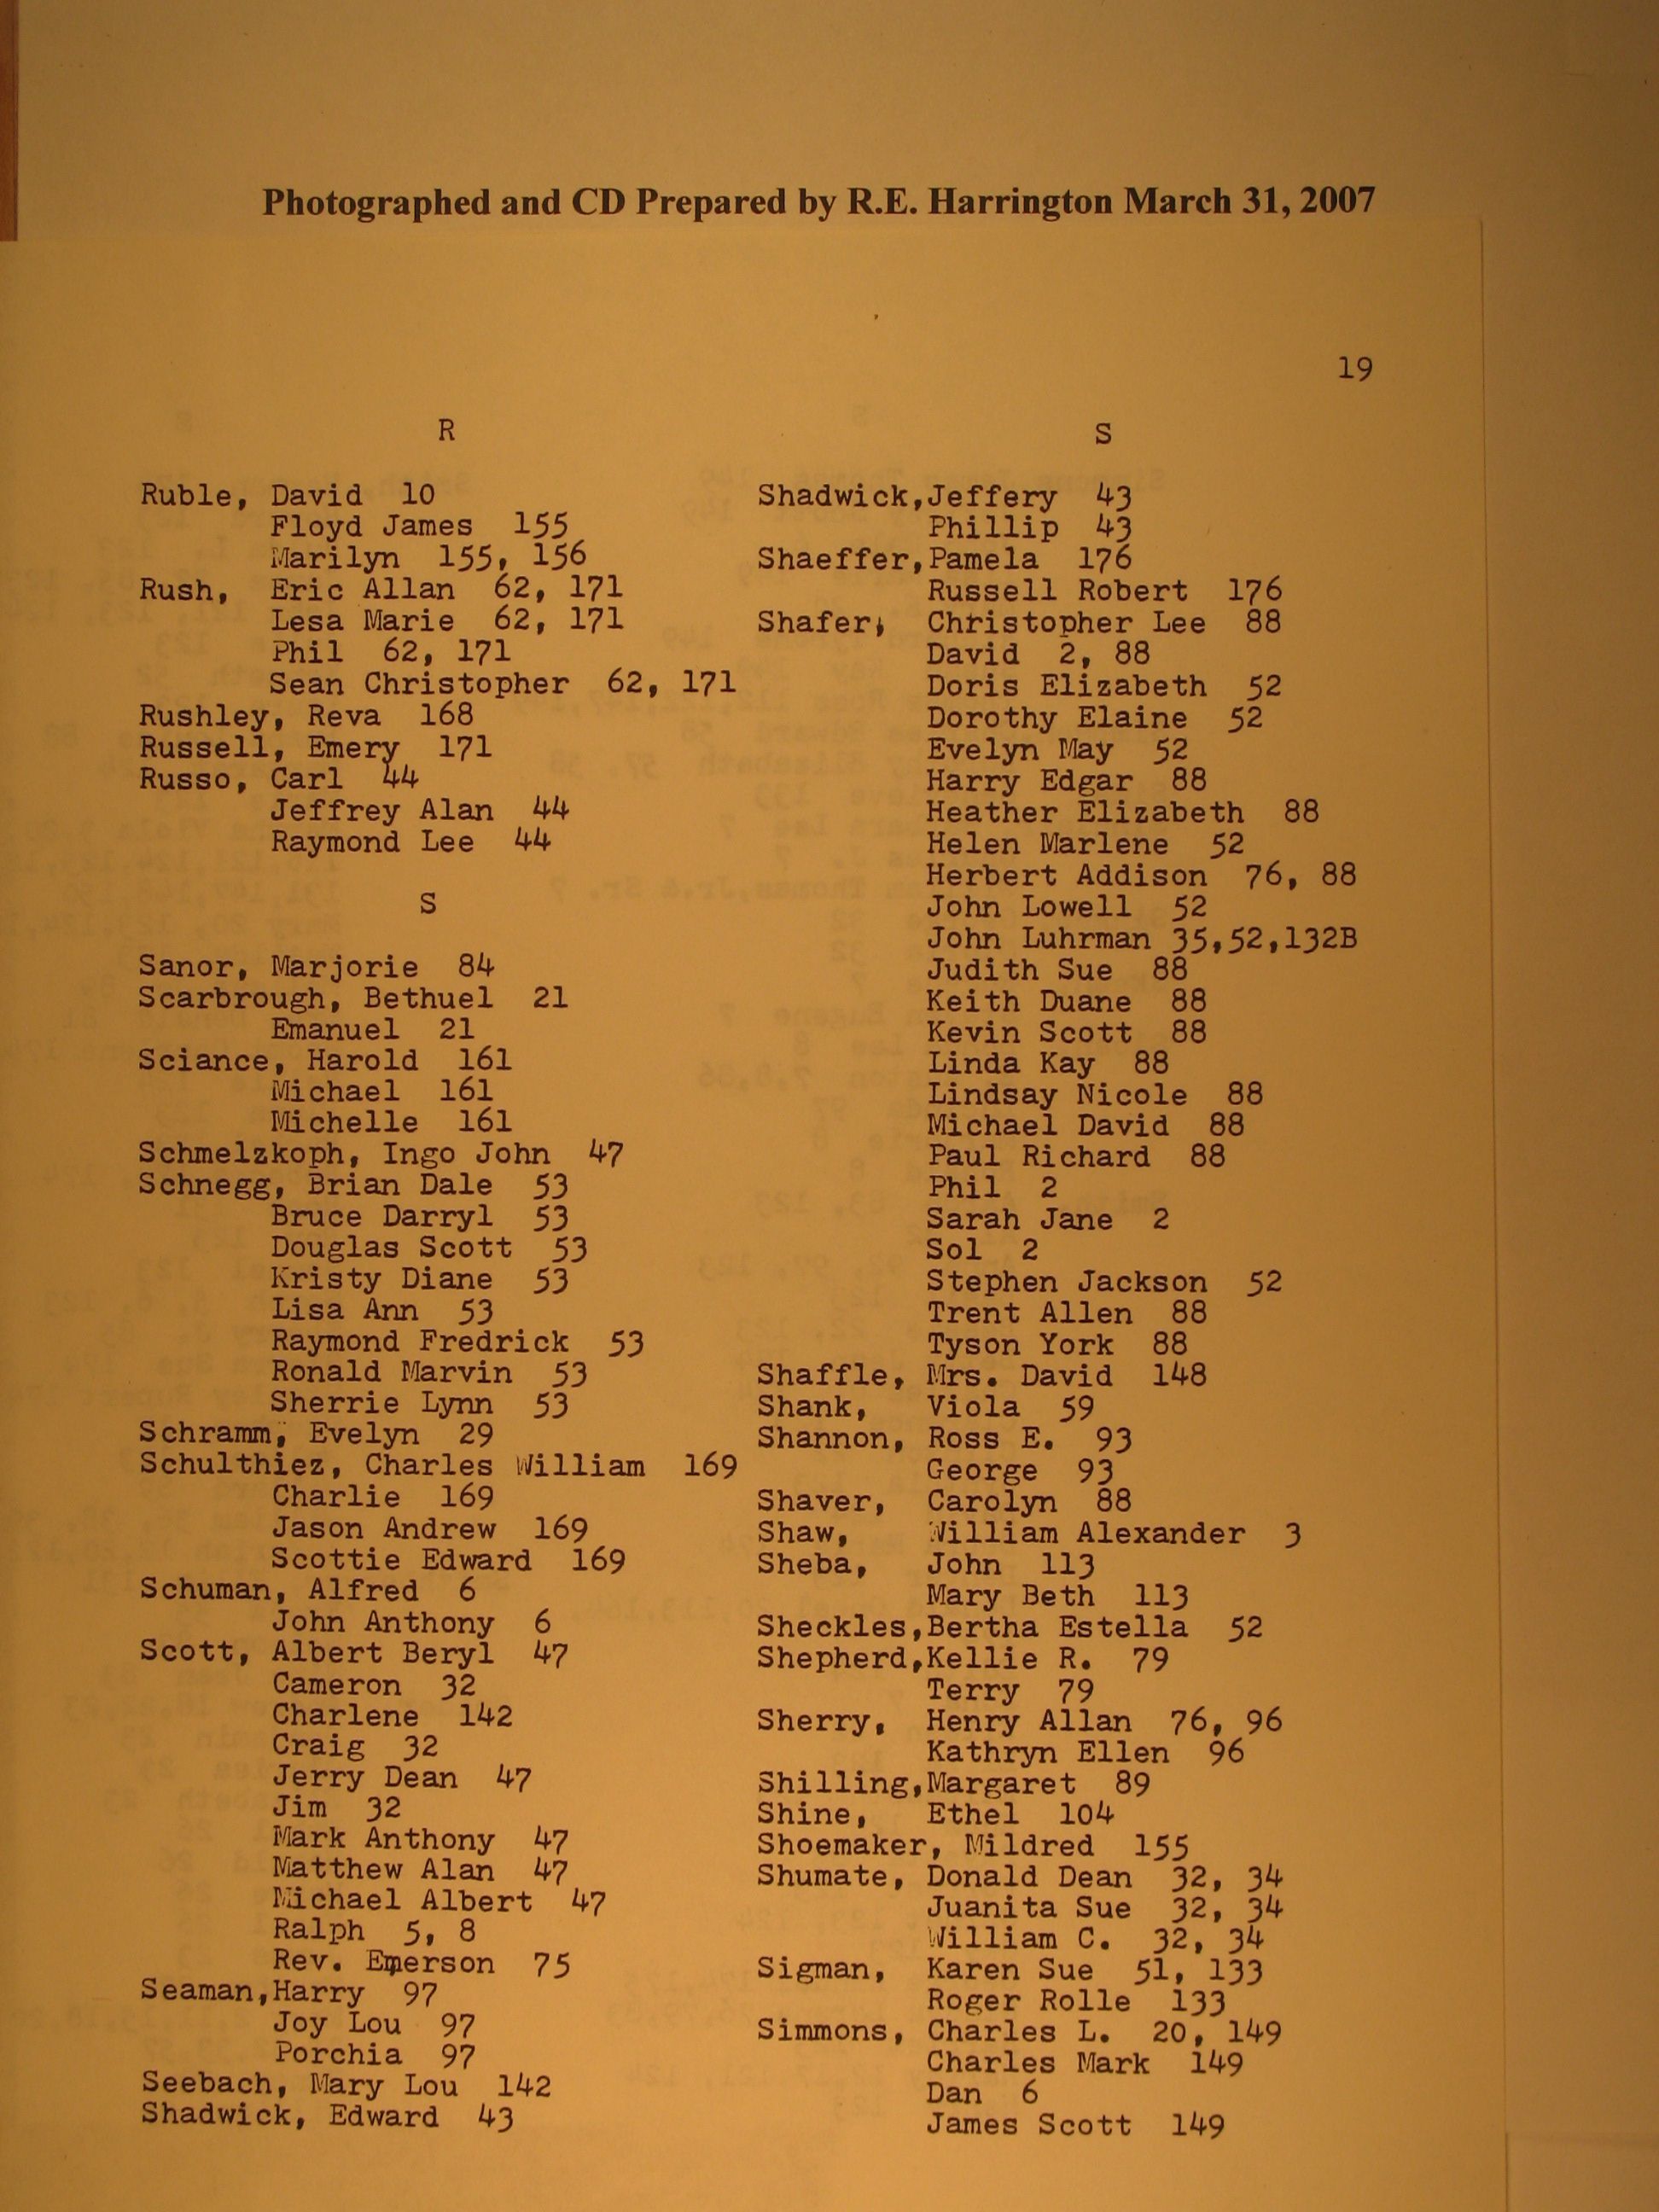 Photographed and CD Prepared by R.E. Harrington March 31, 2007
19
R
Ruble, David 10
Floyd James 155
Marilyn 155, 156
Rush, Eric Allan 62, 171
Lesa Marie 62, 171
Phil 62, 171
Sean Christopher 62, 171
Rushley, Reva 168
Russell, Emery 171
Russo, Carl 44
Jeffrey Alan 44
Raymond Lee 44
S
Sanor, Marjorie 84
Scarbrough, Bethuel 21
Emanuel 21
Sciance, Harold 161
Michael 161
Michelle 161
Schmelzkoph, Ingo John 47
Schnegg, Brian Dale 53
Bruce Darryl 53
Douglas Scott 53
Kristy Diane 53
Lisa Ann 53
Raymond Fredrick 53
Ronald Marvin 53
Sherrie Lynn 53
Schramm, Evelyn 29
Schulthiez, Charles William 169
Charlie 169
Jason Andrew 169
Scottie Edward 169
Schuman, Alfred 6
John Anthony 6
Scott, Albert Beryl 47
Cameron 32
Charlene 142
Craig 32
Jerry Dean 47
Jim 32
Mark Anthony 47
Matthew Alan 47
Michael Albert 47
Ralph 5, 8
Rev. Emerson 75
Seaman,Harry 97
Joy Lou 97
Porchia 97
Seebach, Mary Lou 142
Shadwick, Edward 43
S
Shadwick,Jeffery 43
Phillip 43
Shaeffer,Pamela 176
Russell Robert 176
Shafer, Christopher Lee 88
David 2, 88
Doris Elizabeth 52
Dorothy Elaine 52
Evelyn May 52
Harry Edgar 88
Heather Elizabeth 88
Helen Marlene 52
Herbert Addison 76, 88
John Lowell 52
John Luhrman 35,52,132B
Judith Sue 88
Keith Duane 88
Kevin Scott 88
Linda Kay 88
Lindsay Nicole 88
Michael David 88
Paul Richard 88
Phil 2
Sarah Jane 2
Sol 2
Stephen Jackson 52
Trent Allen 88
Tyson York 88
Shaffle, Mrs. David 148
Shank, Viola 59
Shannon, Ross E. 93
George 93
Shaver, Carolyn 88
Shaw, William Alexander 3
Sheba, John 113
Mary Beth 113
Sheckles,Bertha Estella 52
Shepherd,Kellie R. 79
Terry 79
Sherry, Henry Allan 76, 96
Kathryn Ellen 96
Shilling,Margaret 89
Shine, Ethel 104
Shoemaker, Mildred 155
Shumate, Donald Dean 32, 34
Juanita Sue 32, 34
William C. 32, 34
Sigman, Karen Sue 51, 133
Roger Rolle 133
Simmons, Charles L. 20, 149
Charles Mark 149
Dan 6
James Scott 149